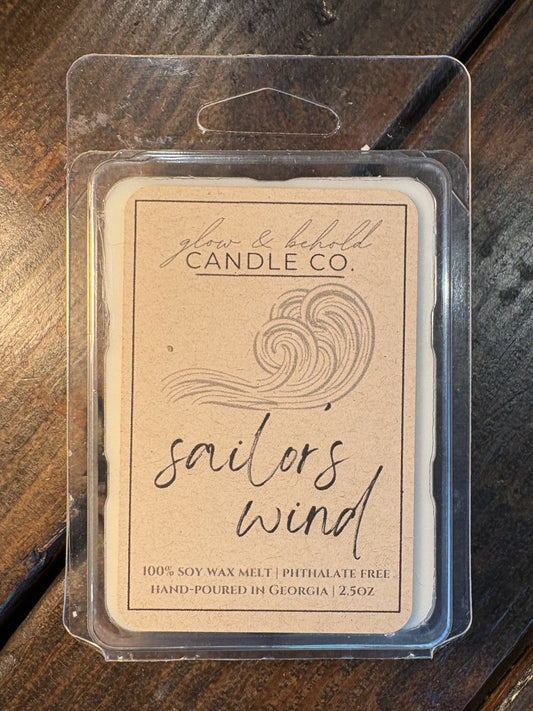 glow & behold
CANDLE CO.
sailor's
wind
100% SOY WAX MELT | PHTHALATE FREE
HAND-POURED IN GEORGIA | 2.5OZ